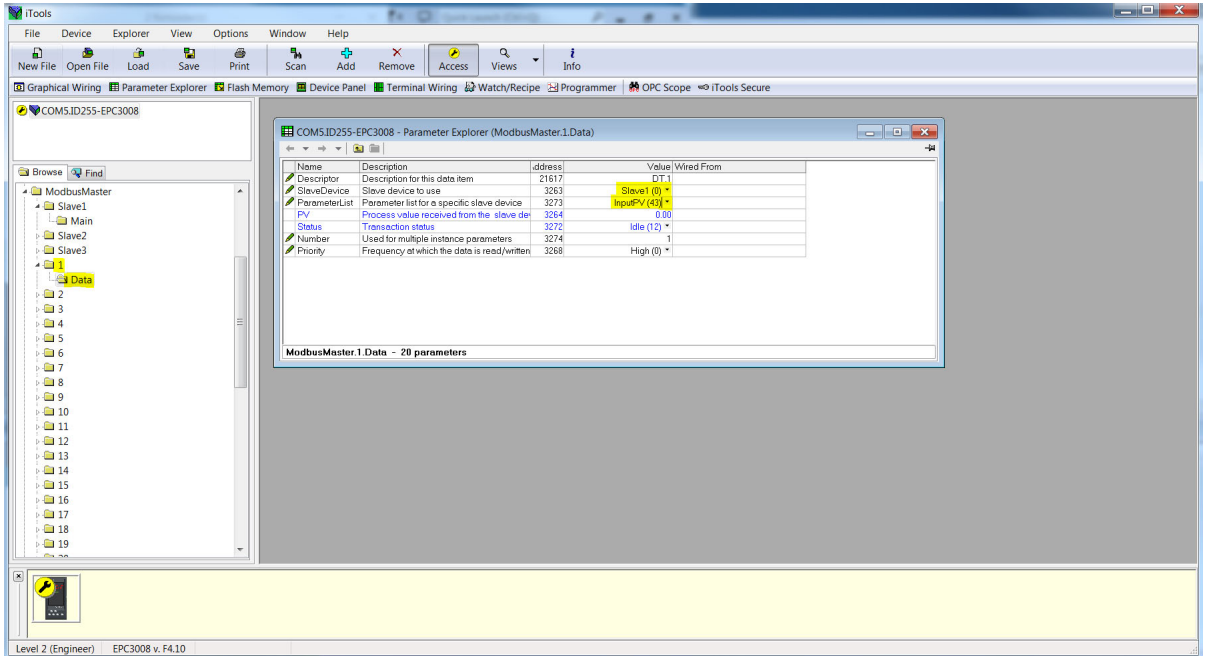 iTools
File Device Explorer View Options Window Help
New File Open File Load Save Print Scan Add Remove Access Views Info
Graphical Wiring Parameter Explorer Flash Memory Device Panel Terminal Wiring Watch/Recipe Programmer OPC Scope iTools Secure
COM5.ID255-EPC3008
Browse Find
ModbusMaster
Slave1
Main
Slave2
Slave3
1
Data
2
3
4
5
6
7
8
9
10
11
12
13
14
15
16
17
18
19
COM5.ID255-EPC3008 - Parameter Explorer (ModbusMaster.1.Data)
Name Description ddress Value Wired From
Descriptor Description for this data item 21617 DT.1
SlaveDevice Slave device to use 3263 Slave1 (0)
ParameterList Parameter list for a specific slave device 3273 InputPV (43)
PV Process value received from the slave de 3264 0.00
Status Transaction status 3272 Idle (12)
Number Used for multiple instance parameters 3274 1
Priority Frequency at which the data is read/written 3268 High (0)
ModbusMaster.1.Data - 20 parameters
Level 2 (Engineer) EPC3008 v. F4.10